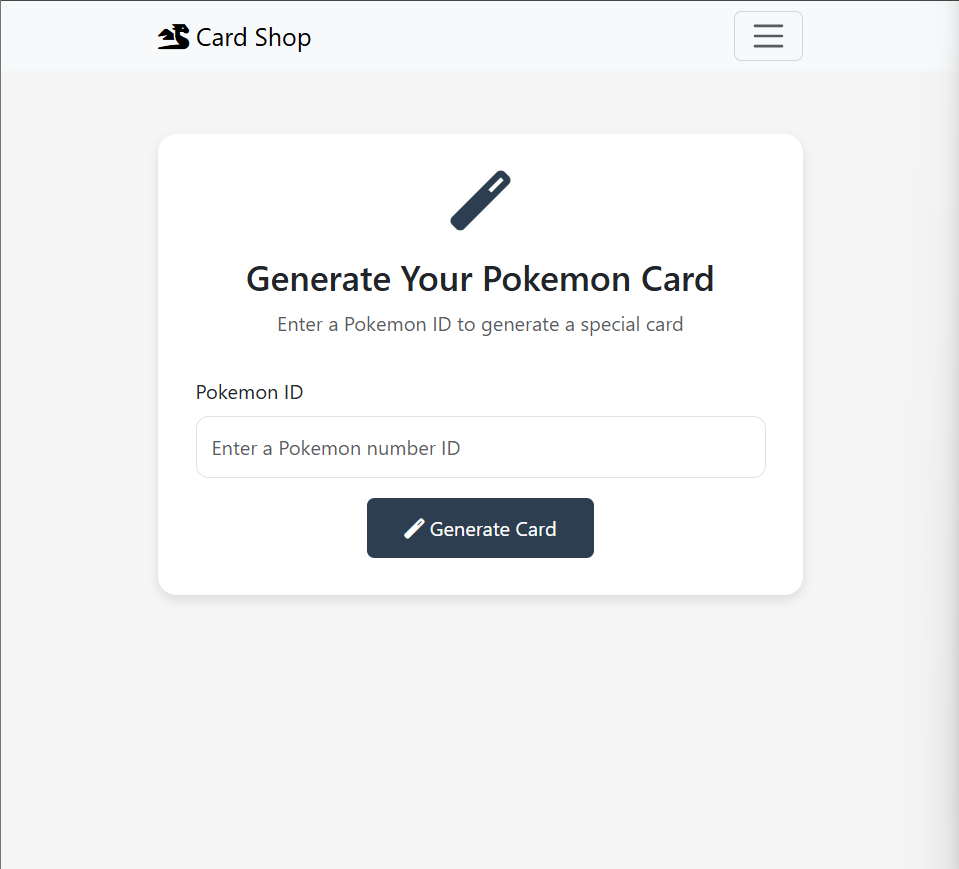 Card Shop
Generate Your Pokemon Card
Enter a Pokemon ID to generate a special card
Pokemon ID
Enter a Pokemon number ID
Generate Card